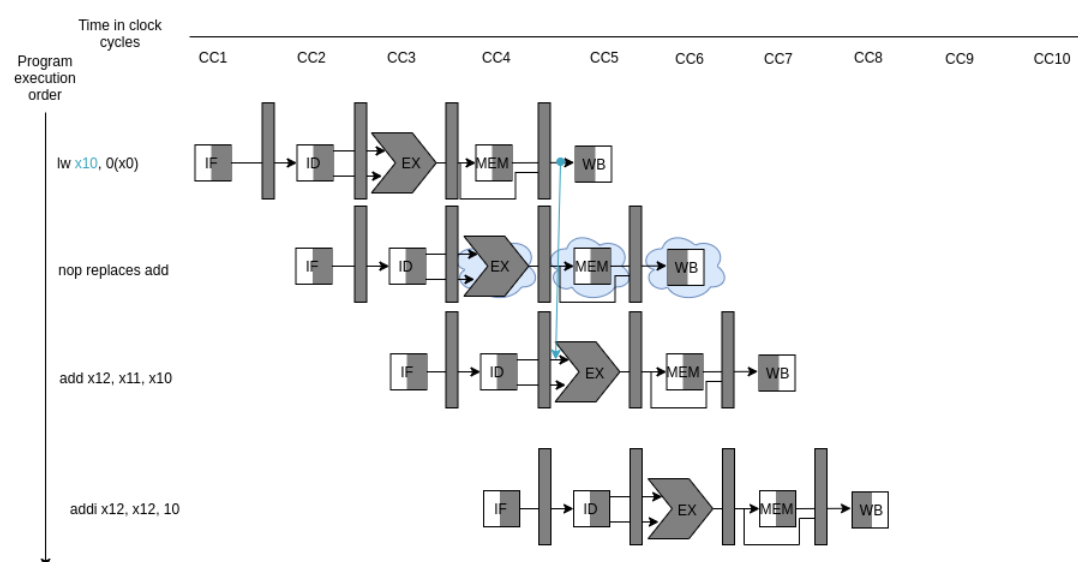 Time in clock
cycles
CC1 CC2 CC3 CC4 CC5 CC6 CC7 CC8 CC9 CC10
Program
execution
order
lw x10, 0(x0)
IF ID EX MEM WB
nop replaces add
IF ID EX MEM WB
add x12, x11, x10
IF ID EX MEM WB
addi x12, x12, 10
IF ID EX MEM WB